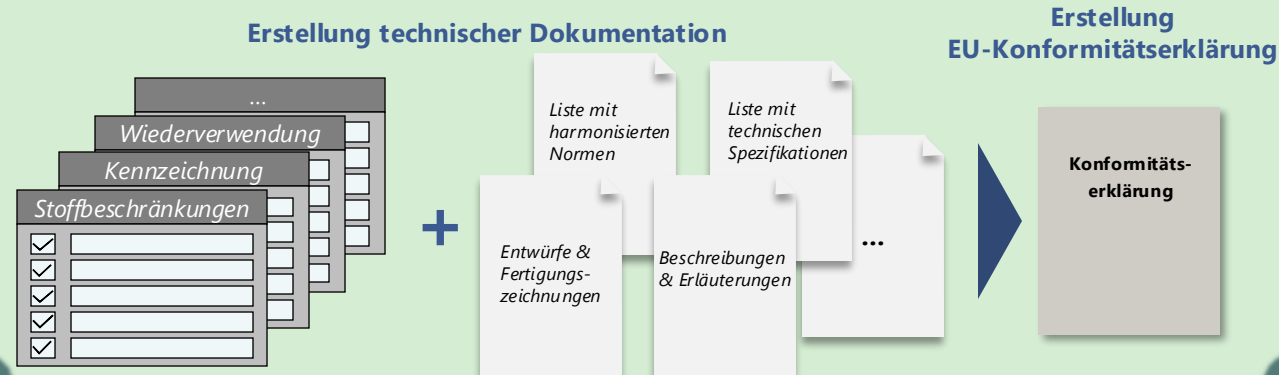 Erstellung technischer Dokumentation
Erstellung
EU-Konformitätserklärung
...
Wiederverwendung
Kennzeichnung
Stoffbeschränkungen
+
Liste mit
harmonisierten
Normen
Liste mit
technischen
Spezifikationen
Entwürfe &
Fertigungs-
zeichnungen
Beschreibungen
& Erläuterungen
...
Konformitäts-
erklärung